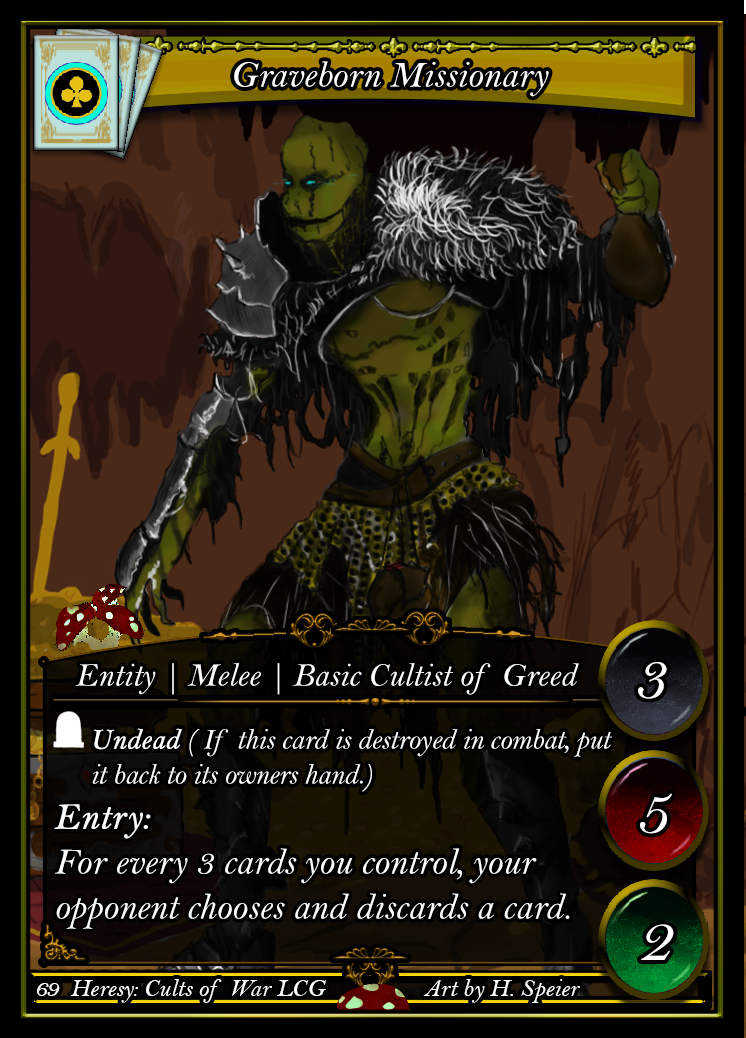 Graveborn Missionary
Entity | Melee | Basic Cultist of Greed
3
Undead ( If this card is destroyed in combat, put
it back to its owners hand.)
Entry:
5
For every 3 cards you control, your
opponent chooses and discards a card.
2
69 Heresy: Cults of War LCG
Art by H. Speier